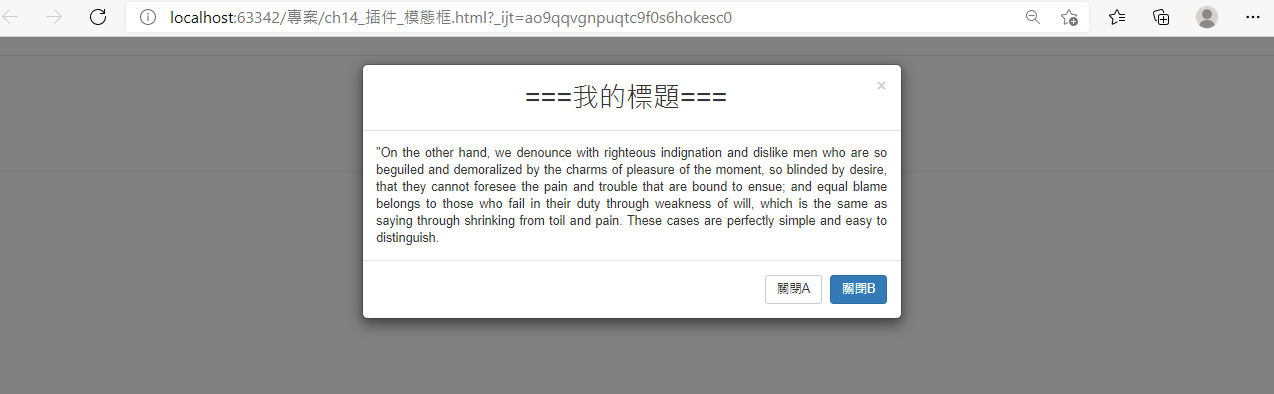 localhost:63342/專案/ch14_插件_模態框.html?_ijt=ao9qqvgnpuqtc9f0s6hokesc0
×
===我的標題===
"On the other hand, we denounce with righteous indignation and dislike men who are so
beguiled and demoralized by the charms of pleasure of the moment, so blinded by desire,
that they cannot foresee the pain and trouble that are bound to ensue; and equal blame
belongs to those who fail in their duty through weakness of will, which is the same as
saying through shrinking from toil and pain. These cases are perfectly simple and easy to
distinguish.
關閉A
關閉B